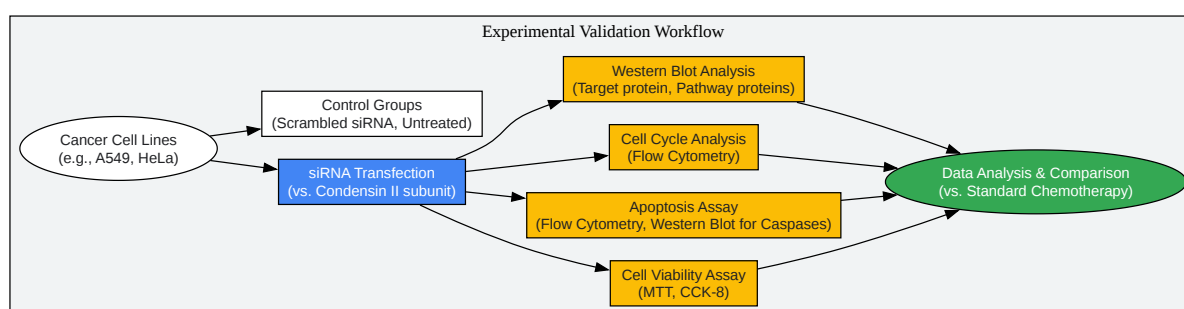 Experimental Validation Workflow
Cancer Cell Lines
(e.g., A549, HeLa)
Control Groups
(Scrambled siRNA, Untreated)
siRNA Transfection
(vs. Condensin II subunit)
Western Blot Analysis
(Target protein, Pathway proteins)
Cell Cycle Analysis
(Flow Cytometry)
Apoptosis Assay
(Flow Cytometry, Western Blot for Caspases)
Cell Viability Assay
(MTT, CCK-8)
Data Analysis & Comparison
(vs. Standard Chemotherapy)